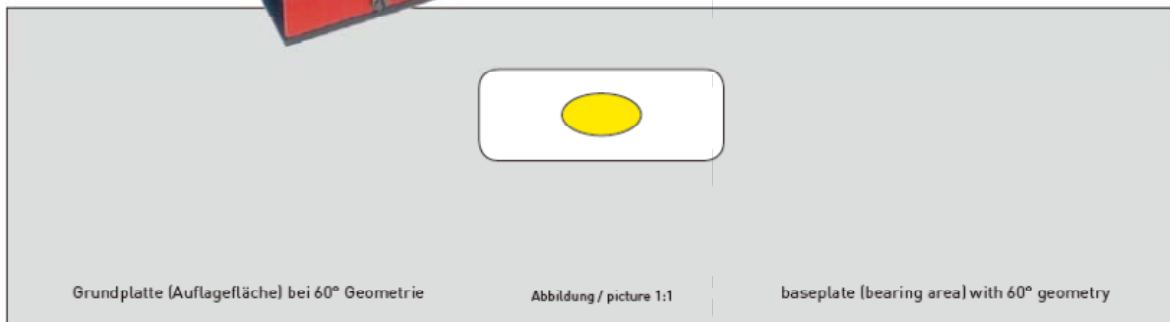 Grundplatte (Auflagefläche) bei 60° Geometrie
Abbildung / picture 1:1
baseplate (bearing area) with 60° geometry